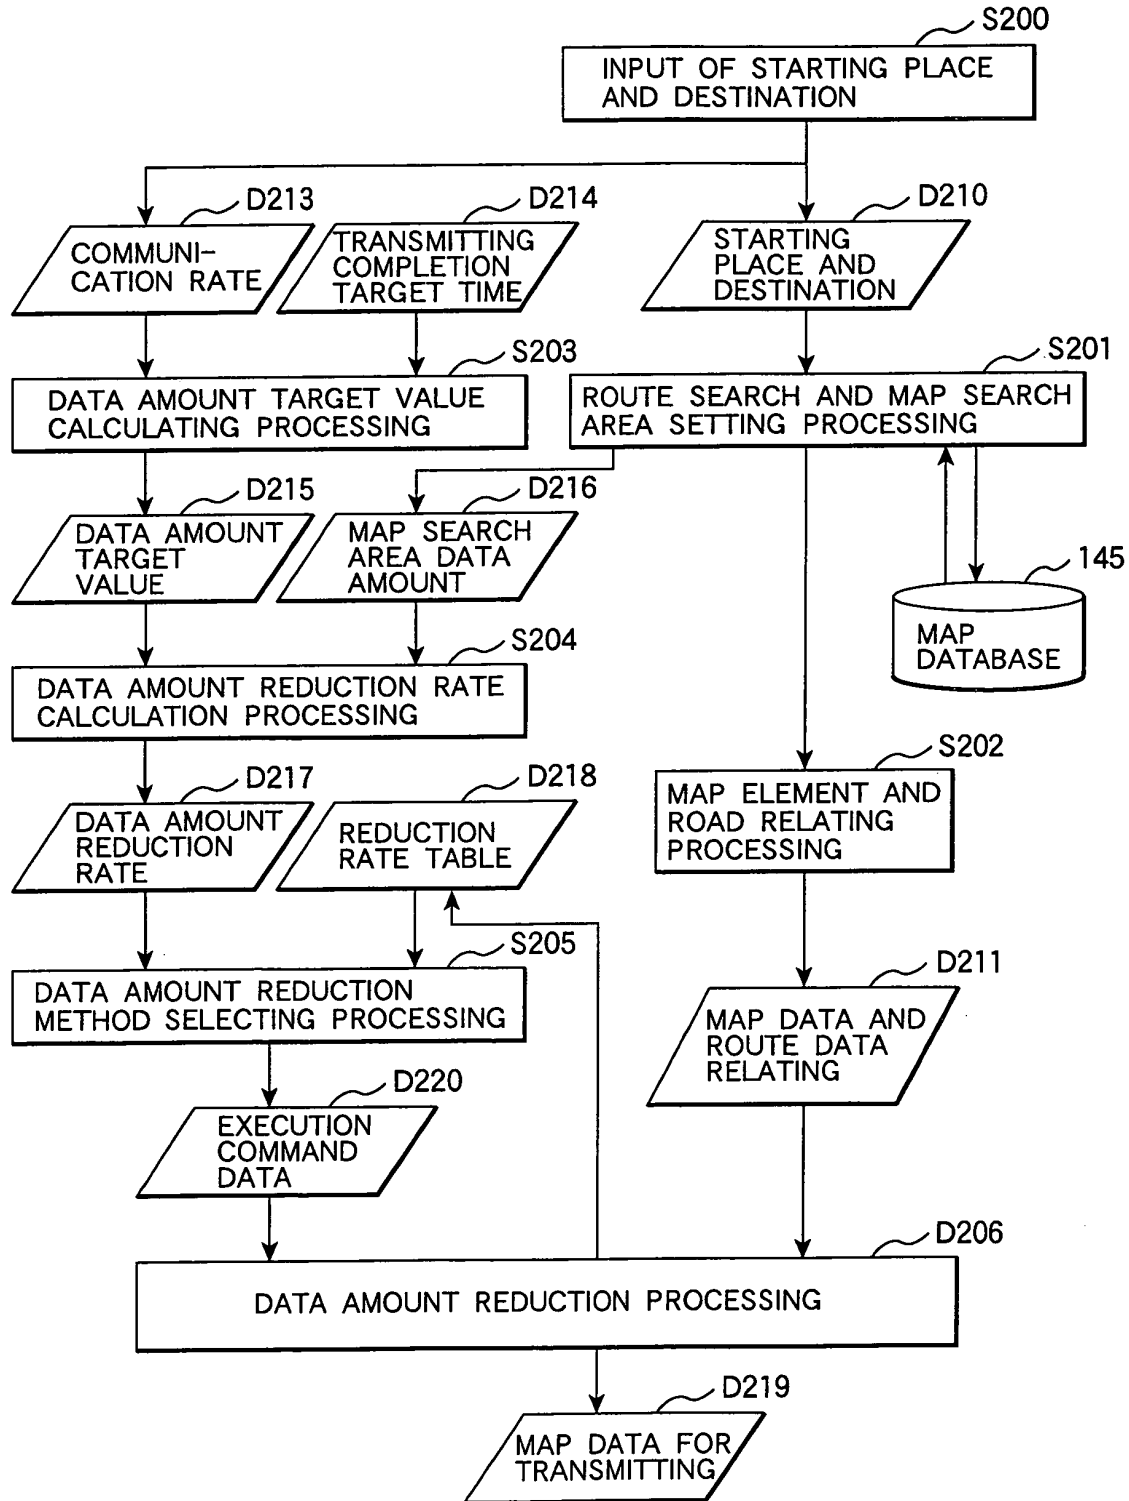 S200
INPUT OF STARTING PLACE
AND DESTINATION
D213
COMMUNI-
CATION RATE
D214
TRANSMITTING
COMPLETION
TARGET TIME
D210
STARTING
PLACE AND
DESTINATION
S203
DATA AMOUNT TARGET VALUE
CALCULATING PROCESSING
S201
ROUTE SEARCH AND MAP SEARCH
AREA SETTING PROCESSING
D215
DATA AMOUNT
TARGET
VALUE
D216
MAP SEARCH
AREA DATA
AMOUNT
145
MAP
DATABASE
S204
DATA AMOUNT REDUCTION RATE
CALCULATION PROCESSING
S202
MAP ELEMENT AND
ROAD RELATING
PROCESSING
D217
DATA AMOUNT
REDUCTION
RATE
D218
REDUCTION
RATE TABLE
S205
DATA AMOUNT REDUCTION
METHOD SELECTING PROCESSING
D211
MAP DATA AND
ROUTE DATA
RELATING
D220
EXECUTION
COMMAND
DATA
D206
DATA AMOUNT REDUCTION PROCESSING
D219
MAP DATA FOR
TRANSMITTING